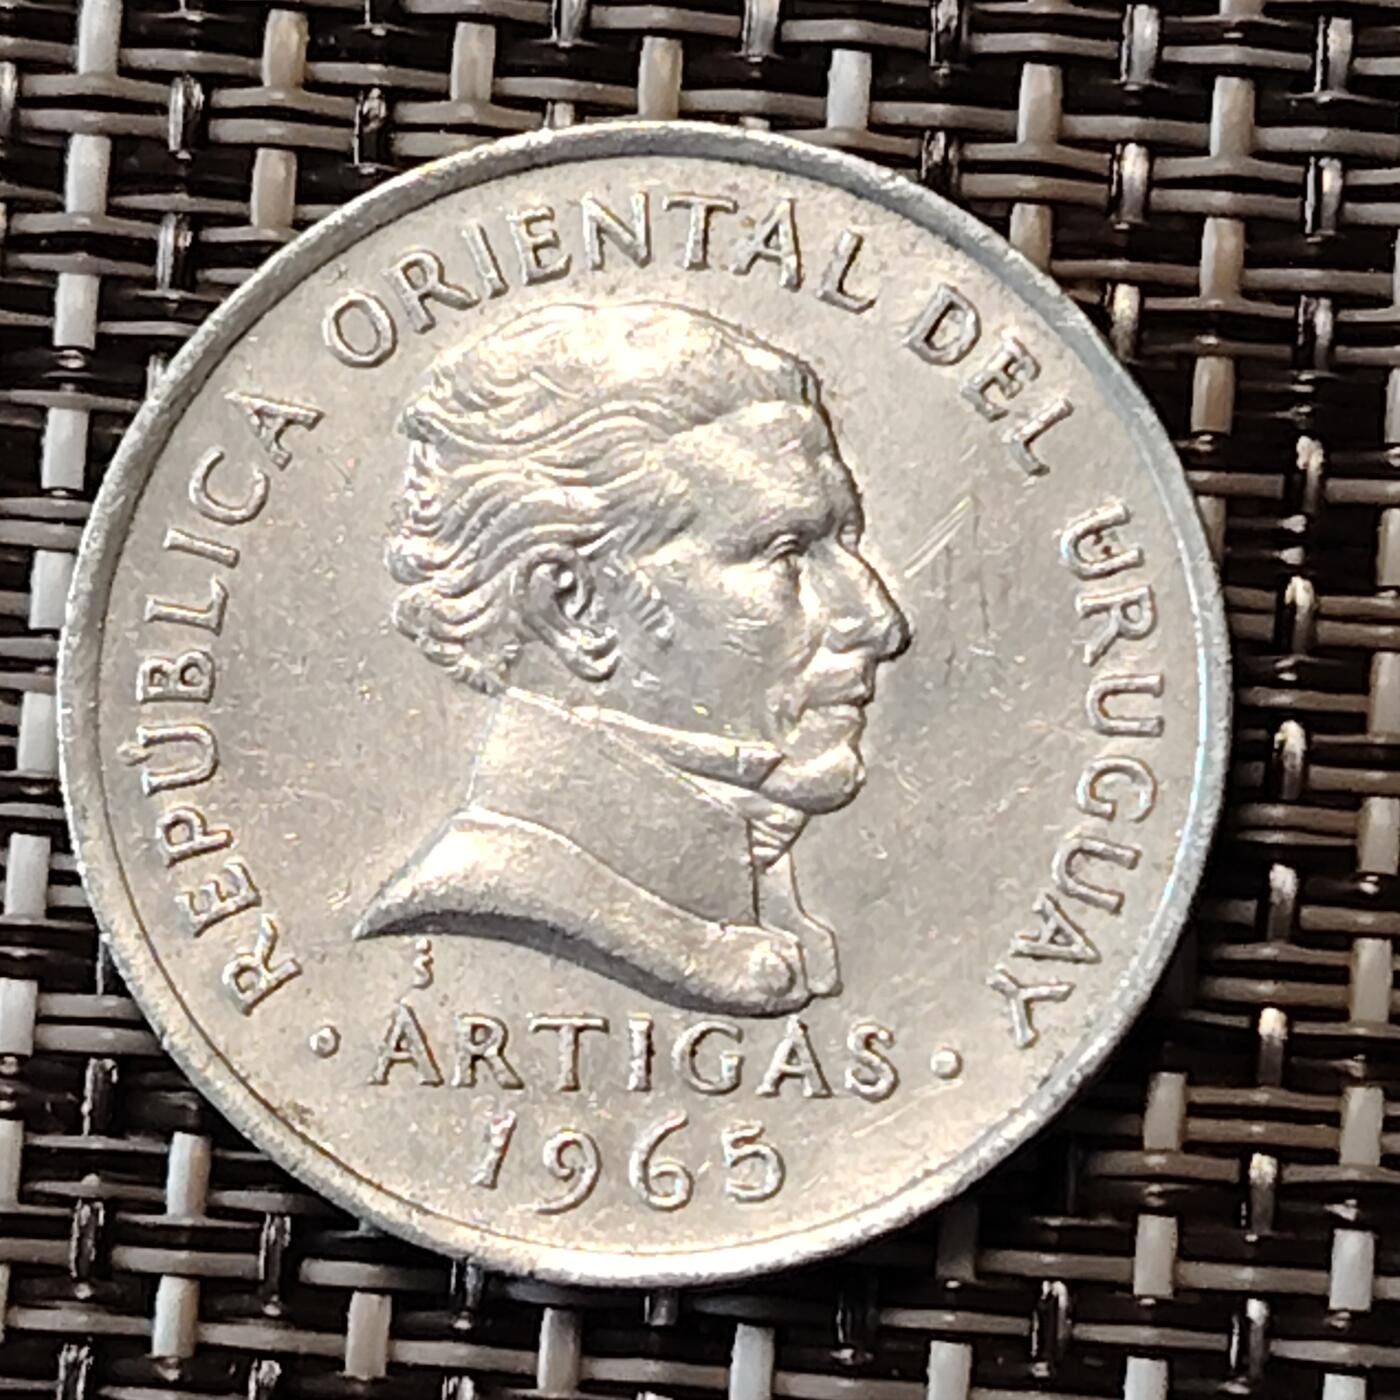 REPÚBLICA ORIENTAL DEL URUGUAY
· ARTIGAS ·
1965